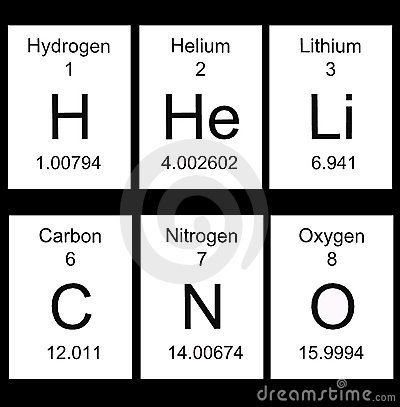 Hydrogen Helium Lithium
1 2 3
H He Li
1.00794 4.002602 6.941
Carbon Nitrogen Oxygen
6 7 8
C N O
12.011 14.00674 15.9994
dreamstime.com